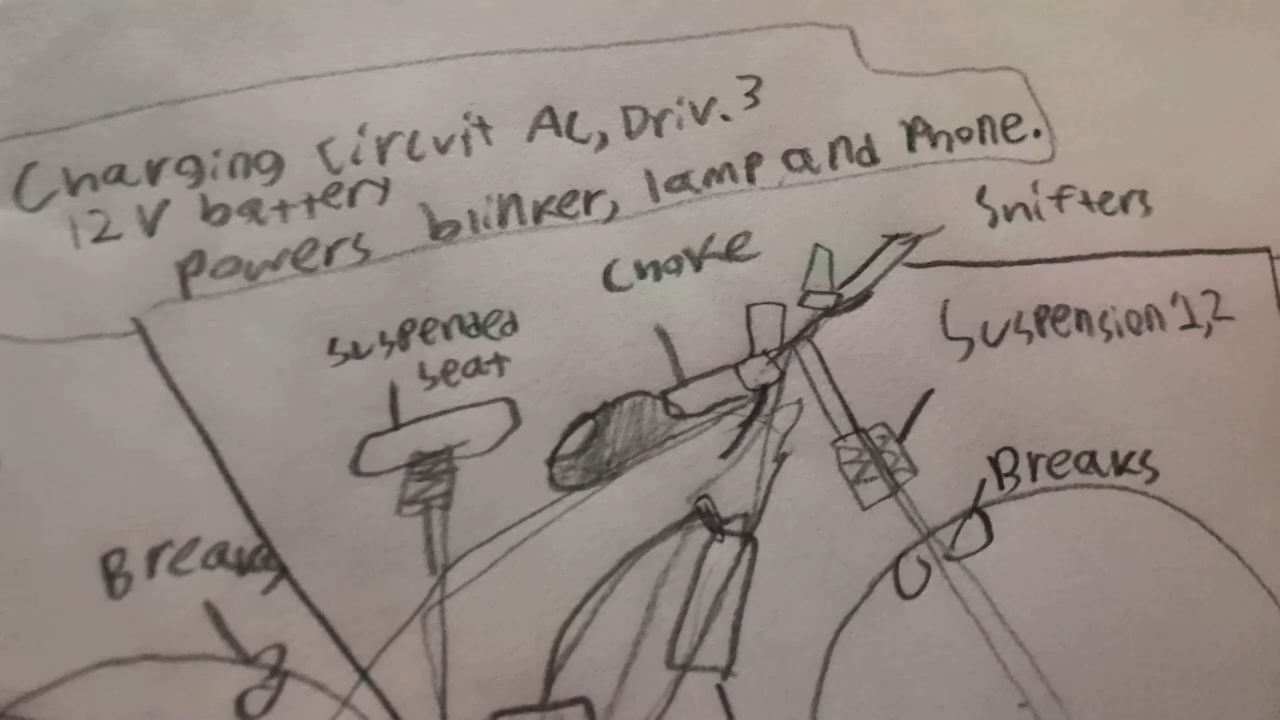 Charging Circuit AC, Driv. 3
12 V battery
powers blinker, lamp and Phone.
Snifters
Choke
Suspension 1,2
suspended
seat
Breaks
Breaks